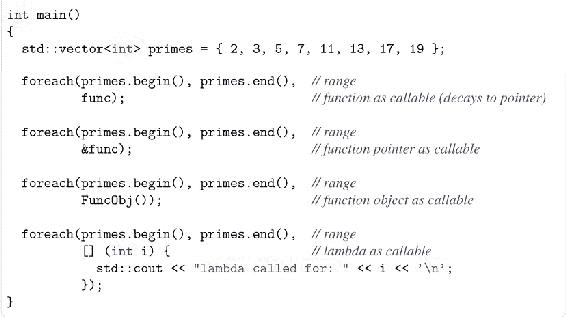 int main()
{
  std::vector<int> primes = { 2, 3, 5, 7, 11, 13, 17, 19 };
  foreach(primes.begin(), primes.end(),  // range
          func);                         // function as callable (decays to pointer)
  foreach(primes.begin(), primes.end(),  // range
          &func);                        // function pointer as callable
  foreach(primes.begin(), primes.end(),  // range
          FuncObj());                    // function object as callable
  foreach(primes.begin(), primes.end(),  // range
          [] (int i) {                   // lambda as callable
            std::cout << "lambda called for: " << i << '\n';
          });
}